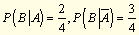 P(B|A) = 2/4, P(B|A̅) = 3/4